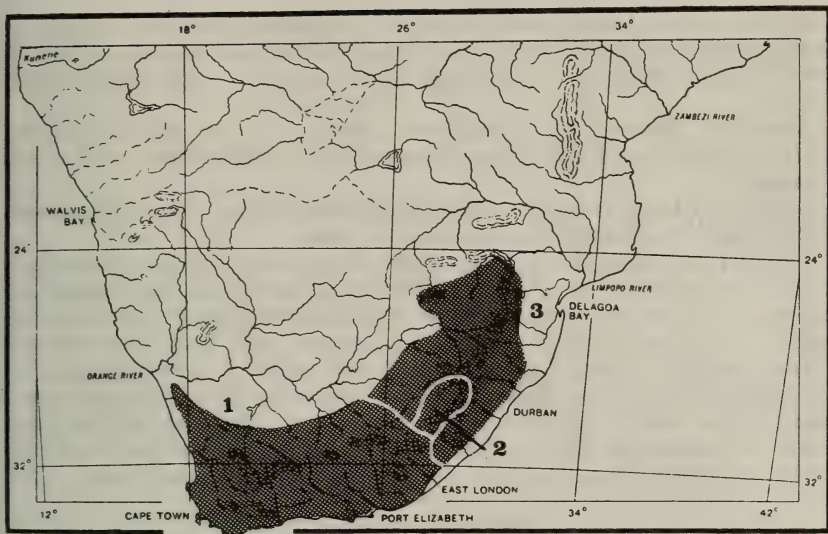 18°
26°
34°
Kunene
ZAMBEZI RIVER
WALVIS
BAY
24°
24°
LIMPOPO RIVER
3
DELAGOA
BAY
ORANGE RIVER
1
DURBAN
2
32°
32°
EAST LONDON
12°
CAPE TOWN
PORT ELIZABETH
34°
42°